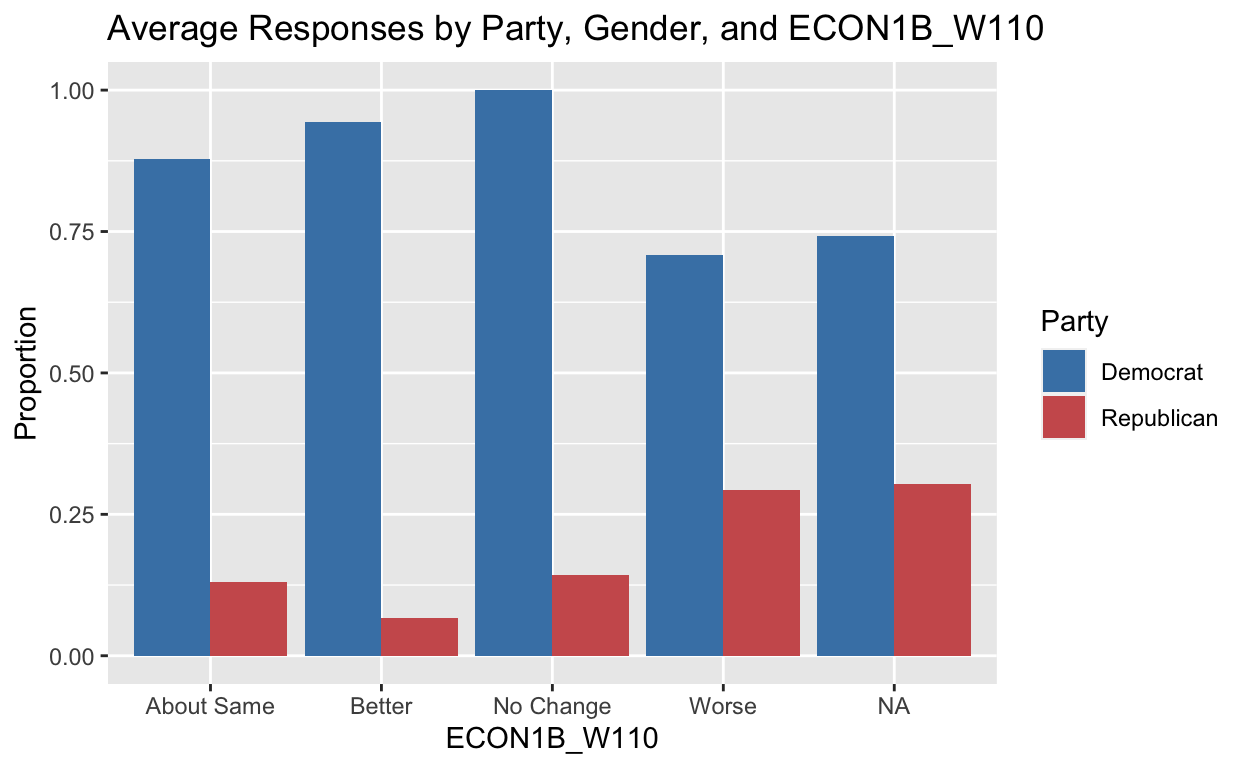 Average Responses by Party, Gender, and ECON1B_W110
1.00
0.75
0.50
0.25
0.00
Proportion
About Same Better No Change Worse NA
ECON1B_W110
Party
Democrat
Republican